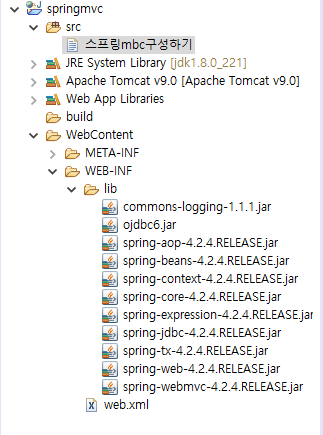 springmvc
src
스프링mbc구성하기
JRE System Library [jdk1.8.0_221]
Apache Tomcat v9.0 [Apache Tomcat v9.0]
Web App Libraries
build
WebContent
META-INF
WEB-INF
lib
commons-logging-1.1.1.jar
ojdbc6.jar
spring-aop-4.2.4.RELEASE.jar
spring-beans-4.2.4.RELEASE.jar
spring-context-4.2.4.RELEASE.jar
spring-core-4.2.4.RELEASE.jar
spring-expression-4.2.4.RELEASE.jar
spring-jdbc-4.2.4.RELEASE.jar
spring-tx-4.2.4.RELEASE.jar
spring-web-4.2.4.RELEASE.jar
spring-webmvc-4.2.4.RELEASE.jar
web.xml